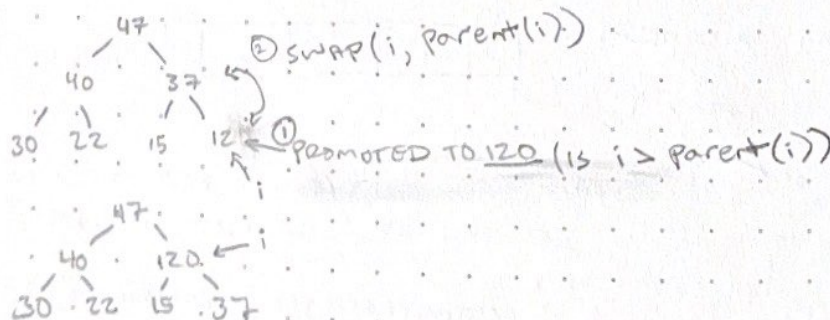 47
② SWAP(i, parent(i))
40 37
30 22 15 12 ① PROMOTED TO 120 (is i > parent(i))
i
47
i
40 120
30 22 15 37